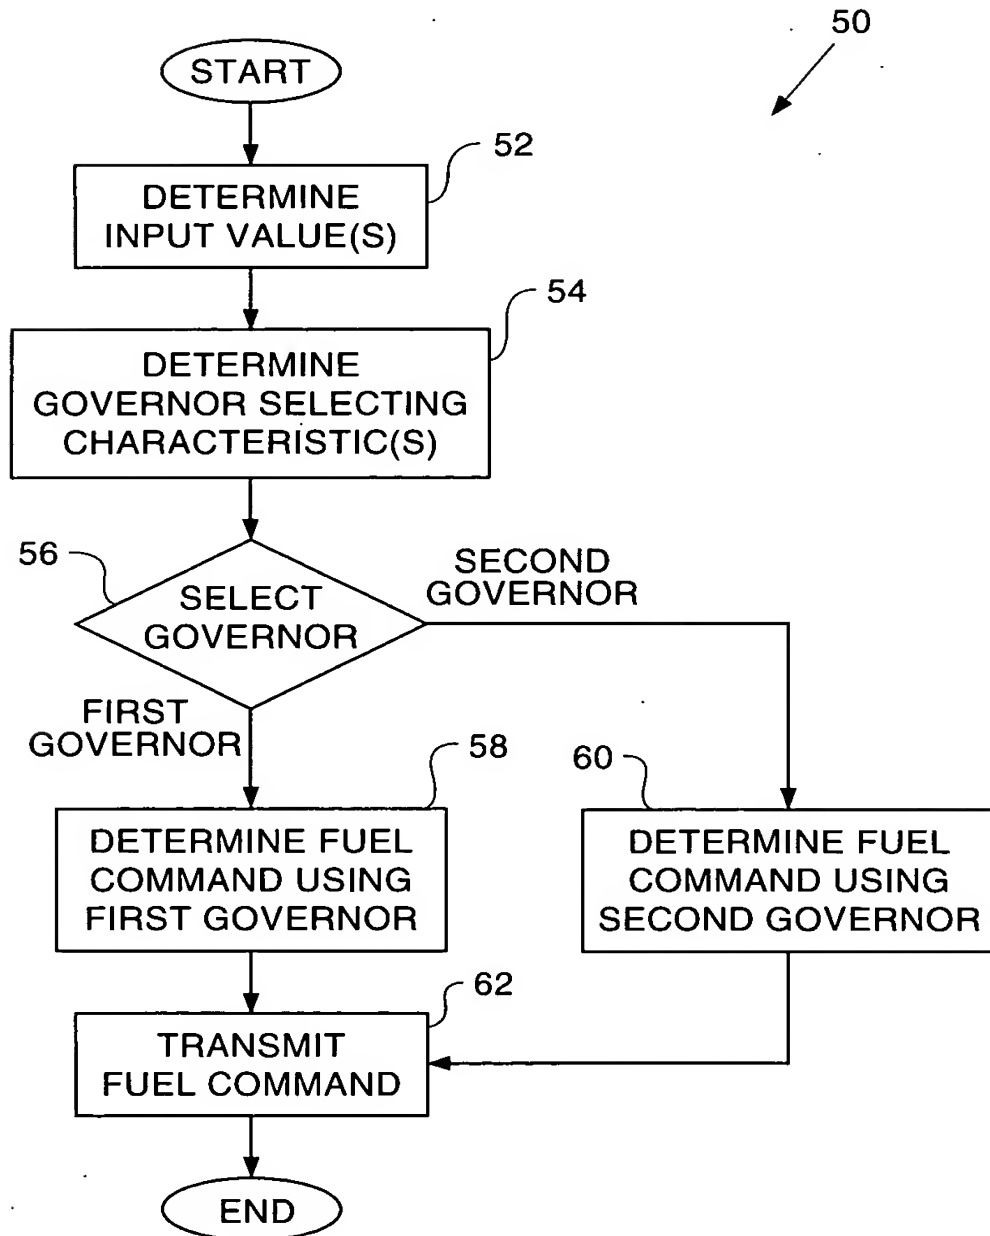 50
START
52
DETERMINE
INPUT VALUE(S)
54
DETERMINE
GOVERNOR SELECTING
CHARACTERISTIC(S)
56
SELECT
GOVERNOR
SECOND
GOVERNOR
FIRST
GOVERNOR
58
DETERMINE FUEL
COMMAND USING
FIRST GOVERNOR
60
DETERMINE FUEL
COMMAND USING
SECOND GOVERNOR
62
TRANSMIT
FUEL COMMAND
END